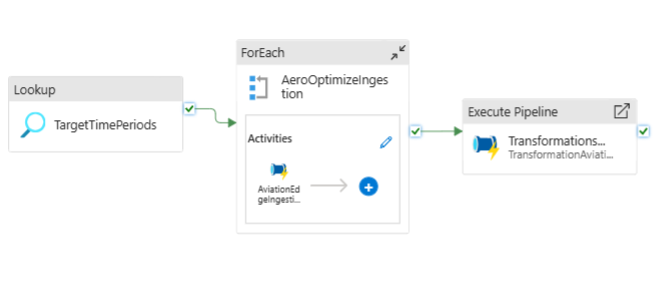 Lookup
TargetTimePeriods
ForEach
AeroOptimizeInges
tion
Activities
AviationEd
geIngesti...
Execute Pipeline
Transformations...
TransformationAviati...